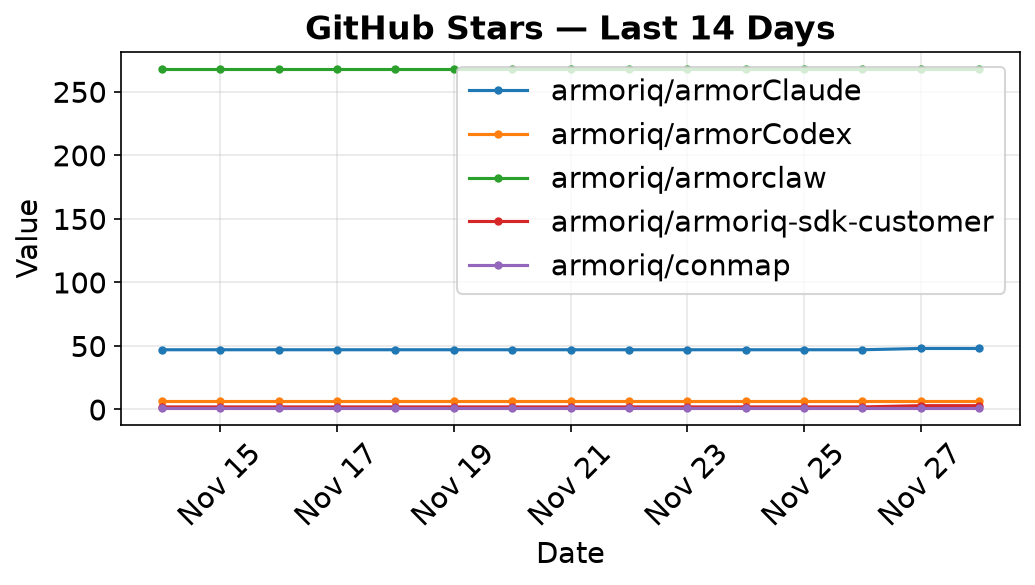 GitHub Stars — Last 14 Days
250
200
150
100
50
0
Value
armoriq/armorClaude
armoriq/armorCodex
armoriq/armorclaw
armoriq/armoriq-sdk-customer
armoriq/conmap
Nov 15
Nov 17
Nov 19
Nov 21
Nov 23
Nov 25
Nov 27
Date